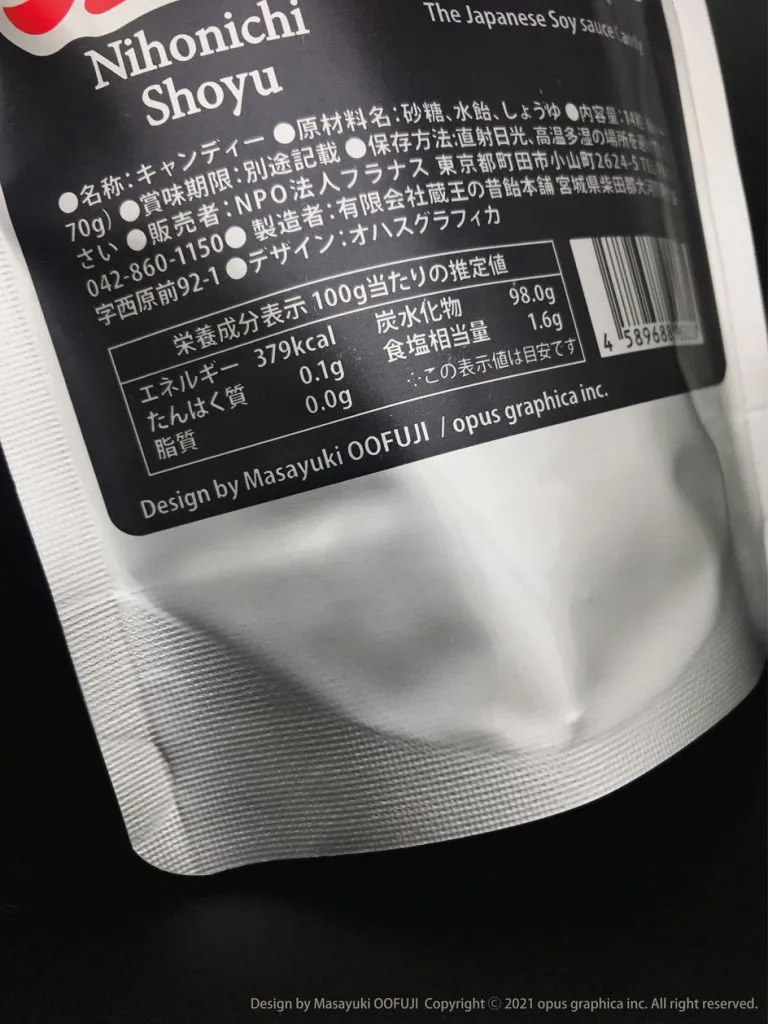 Nihonichi
Shoyu
The Japanese Soy sauce Candy
●名称:キャンディー ●原材料名:砂糖、水飴、しょうゆ ●内容量:14粒
70g) ●賞味期限:別途記載 ●保存方法:直射日光、高温多湿の場所を
さい ●販売者:NPO法人フラナス 東京都町田市小山町2624-5
042-860-1150● 製造者:有限会社蔵王の昔飴本舗 宮城県柴田郡大河
字西原前92-1 ●デザイン:オハスグラフィカ
栄養成分表示 100g当たりの推定値
エネルギー 379kcal 炭水化物 98.0g
たんはく質 0.1g 食塩相当量 1.6g
脂質 0.0g ∴この表示値は目安です
4 589688
Design by Masayuki OOFUJI / opus graphica inc.
Design by Masayuki OOFUJI Copyright Ⓒ 2021 opus graphica inc. All right reserved.